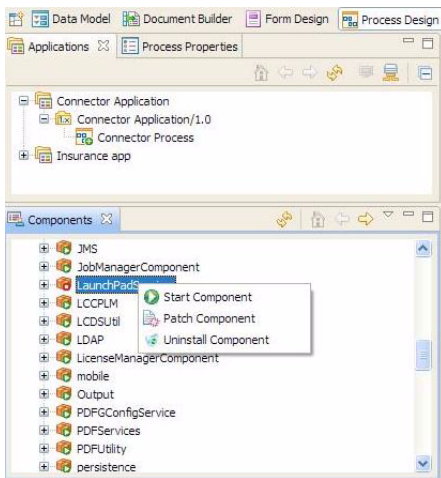 Data Model Document Builder Form Design Process Design
Applications Process Properties
Connector Application
Connector Application/1.0
Connector Process
Insurance app
Components
JMS
JobManagerComponent
Start Component
LCCPLM
Patch Component
LCDSUtil
LDAP
Uninstall Component
LicenseManagerComponent
mobile
Output
PDFGConfigService
PDFServices
PDFUtility
persistence